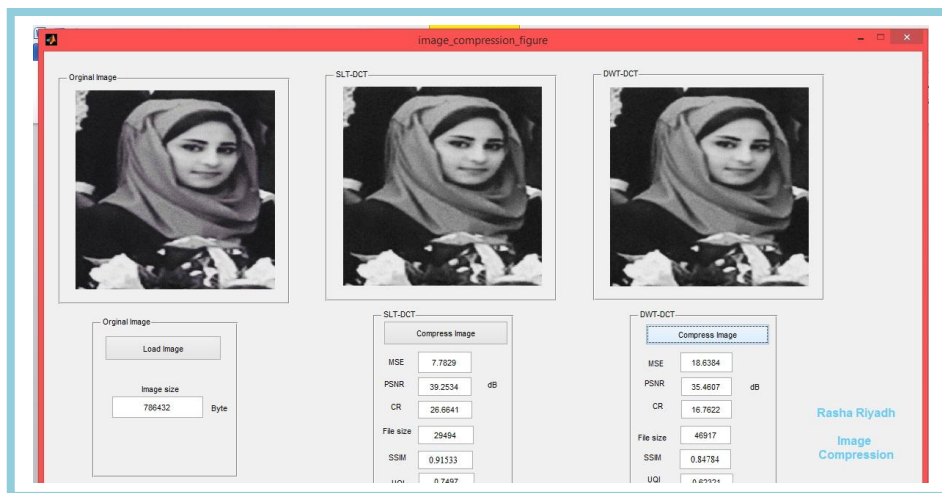 image_compression_figure
Orginal Image
SLT-DCT
DWT-DCT
Orginal Image
Load Image
Image size
786432 Byte
SLT-DCT
Compress Image
MSE 7.7829
PSNR 39.2534 dB
CR 26.6641
File size 29494
SSIM 0.91533
UQI 0.7497
DWT-DCT
Compress Image
MSE 18.6384
PSNR 35.4607 dB
CR 16.7622
File size 46917
SSIM 0.84784
UQI 0.62321
Rasha Riyadh
Image
Compression